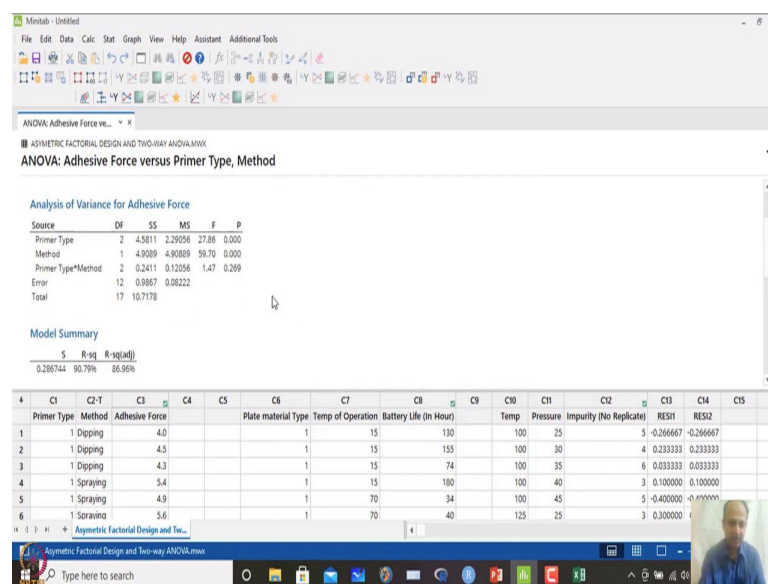 Minitab - Untitled
File Edit Data Calc Stat Graph View Help Assistant Additional Tools
ANOVA: Adhesive Force ve...
ASYMETRIC FACTORIAL DESIGN AND TWO-WAY ANOVA.MWX
ANOVA: Adhesive Force versus Primer Type, Method
Analysis of Variance for Adhesive Force
Source DF SS MS F P
Primer Type 2 4.5811 2.29056 27.86 0.000
Method 1 4.9089 4.90889 59.70 0.000
Primer Type*Method 2 0.2411 0.12056 1.47 0.269
Error 12 0.9867 0.08222
Total 17 10.7178
Model Summary
S R-sq R-sq(adj)
0.286744 90.79% 86.96%
C1 C2-T C3 C4 C5 C6 C7 C8 C9 C10 C11 C12 C13 C14 C15
Primer Type Method Adhesive Force Plate material Type Temp of Operation Battery Life (In Hour) Temp Pressure Impurity (No Replicate) RESI1 RESI2
1 1 Dipping 4.0 1 15 130 100 25 5 -0.266667 -0.266667
2 1 Dipping 4.5 1 15 155 100 30 4 0.233333 0.233333
3 1 Dipping 4.3 1 15 74 100 35 6 0.033333 0.033333
4 1 Spraying 5.4 1 15 180 100 40 3 0.100000 0.100000
5 1 Spraying 4.9 1 70 34 100 45 5 -0.400000 -0.400000
6 1 Spraying 5.6 1 70 40 125 25 3 0.300000
Asymetric Factorial Design and Tw...
Asymetric Factorial Design and Two-way ANOVA.mwx
Type here to search